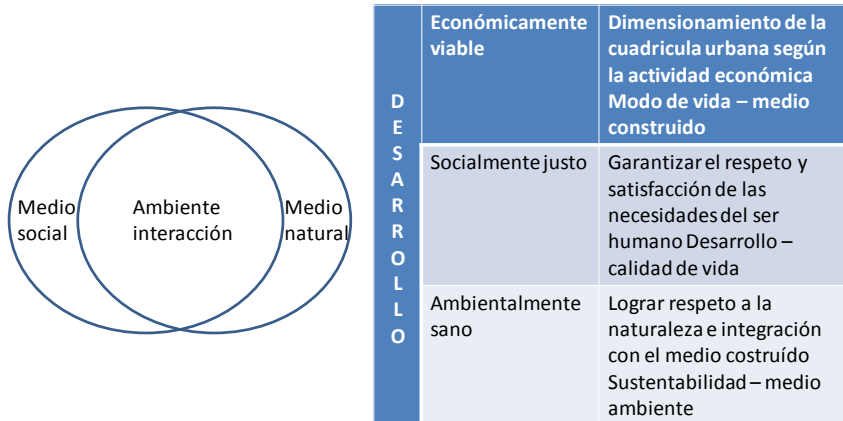 Medio
social
Ambiente
interacción
Medio
natural
D
E
S
A
R
R
O
L
L
O
Económicamente
viable
Dimensionamiento de la
cuadricula urbana según
la actividad económica
Modo de vida – medio
construido
Socialmente justo
Garantizar el respeto y
satisfacción de las
necesidades del ser
humano Desarrollo –
calidad de vida
Ambientalmente
sano
Lograr respeto a la
naturaleza e integración
con el medio costruído
Sustentabilidad – medio
ambiente